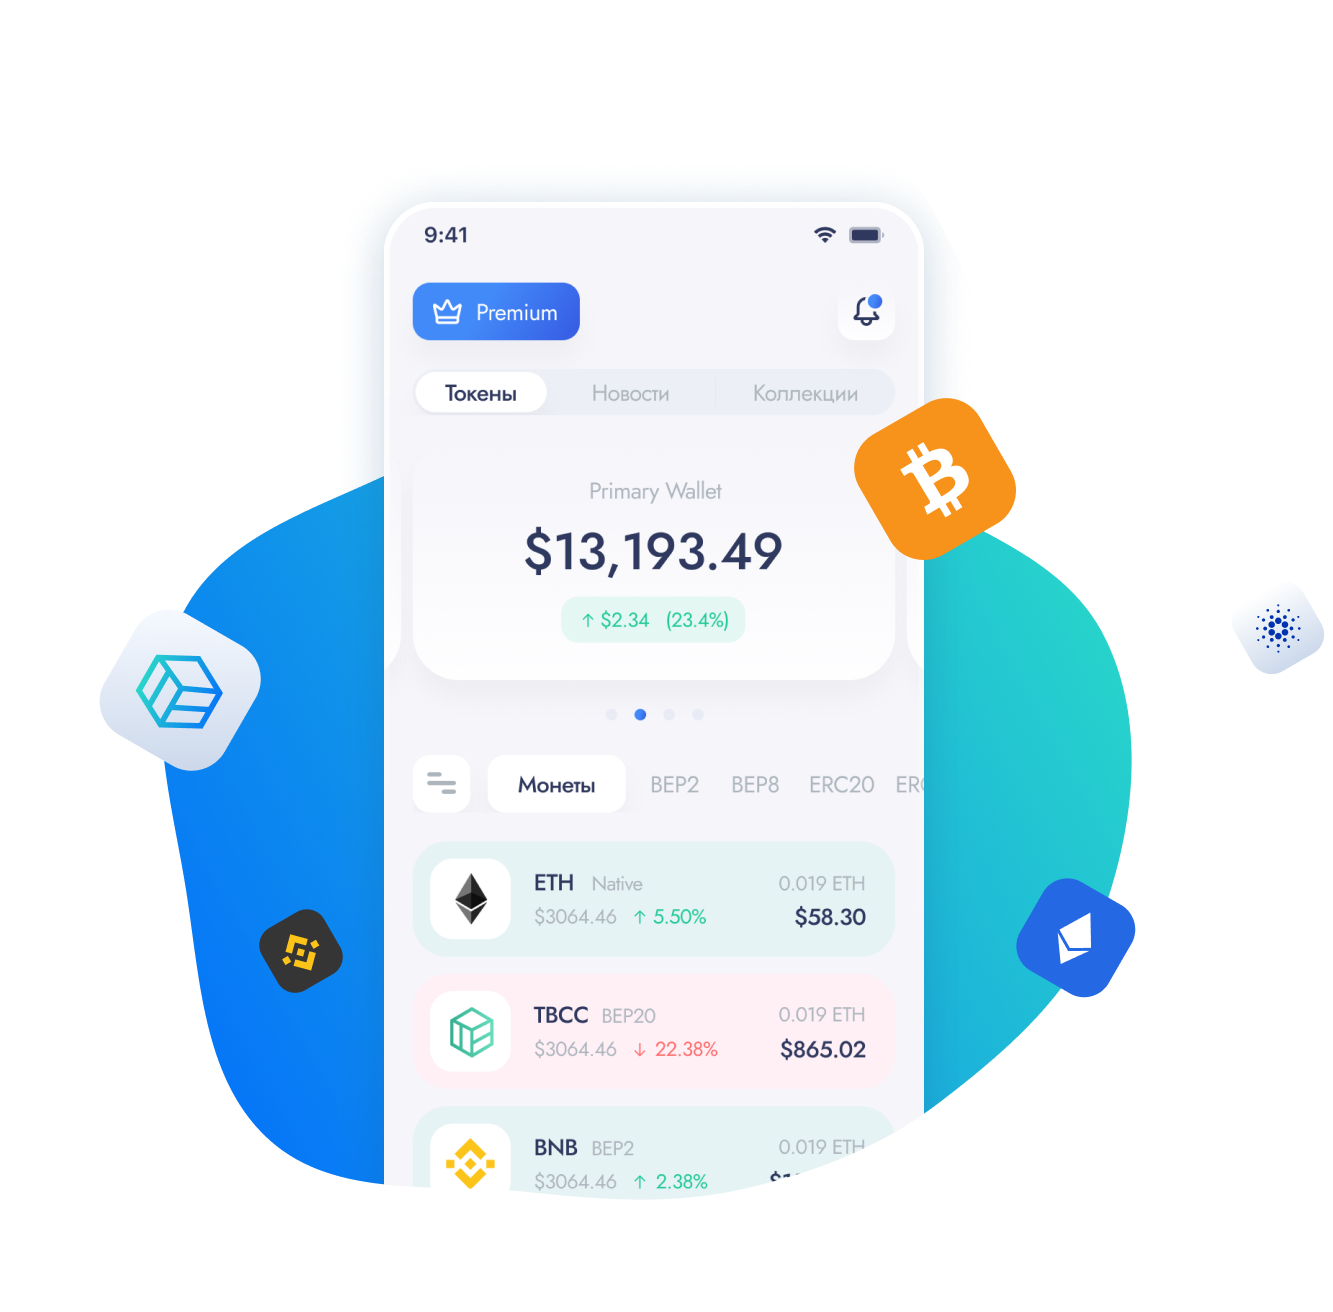 9:41
Premium
Токены Новости Коллекции
Primary Wallet
$13,193.49
↑ $2.34 (23.4%)
Монеты BEP2 BEP8 ERC20
ETH Native 0.019 ETH
$3064.46 ↑ 5.50% $58.30
TBCC BEP20 0.019 ETH
$3064.46 ↓ 22.38% $865.02
BNB BEP2 0.019 ETH
$3064.46 ↑ 2.38%